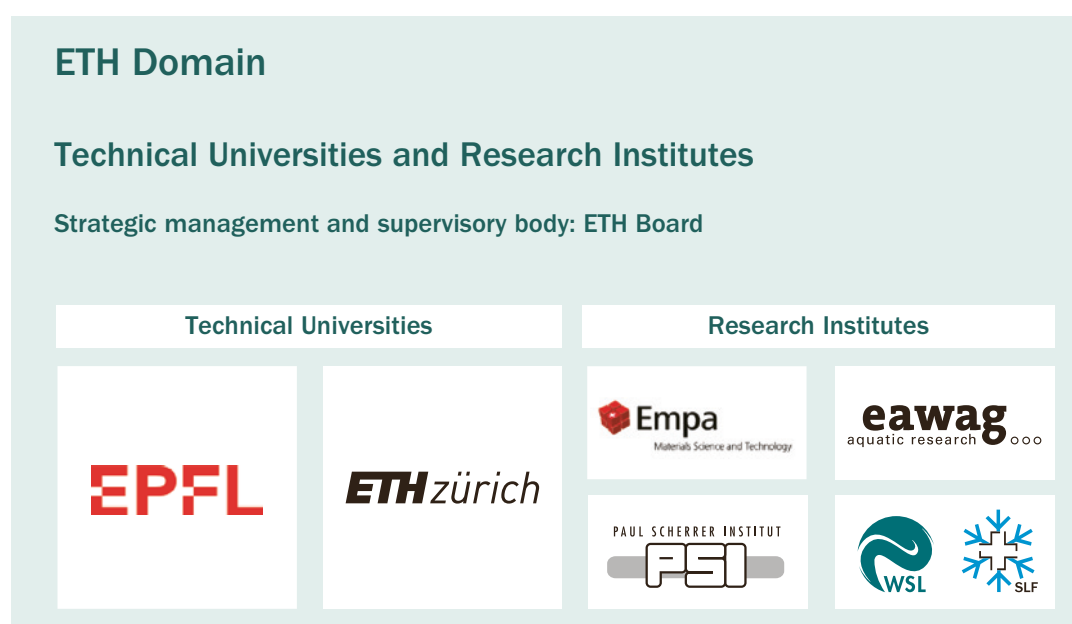 ETH Domain
Technical Universities and Research Institutes
Strategic management and supervisory body: ETH Board
Technical Universities
Research Institutes
EPFL
ETH zürich
Empa
Materials Science and Technology
eawag
aquatic research
PAUL SCHERRER INSTITUT
PSI
WSL
SLF